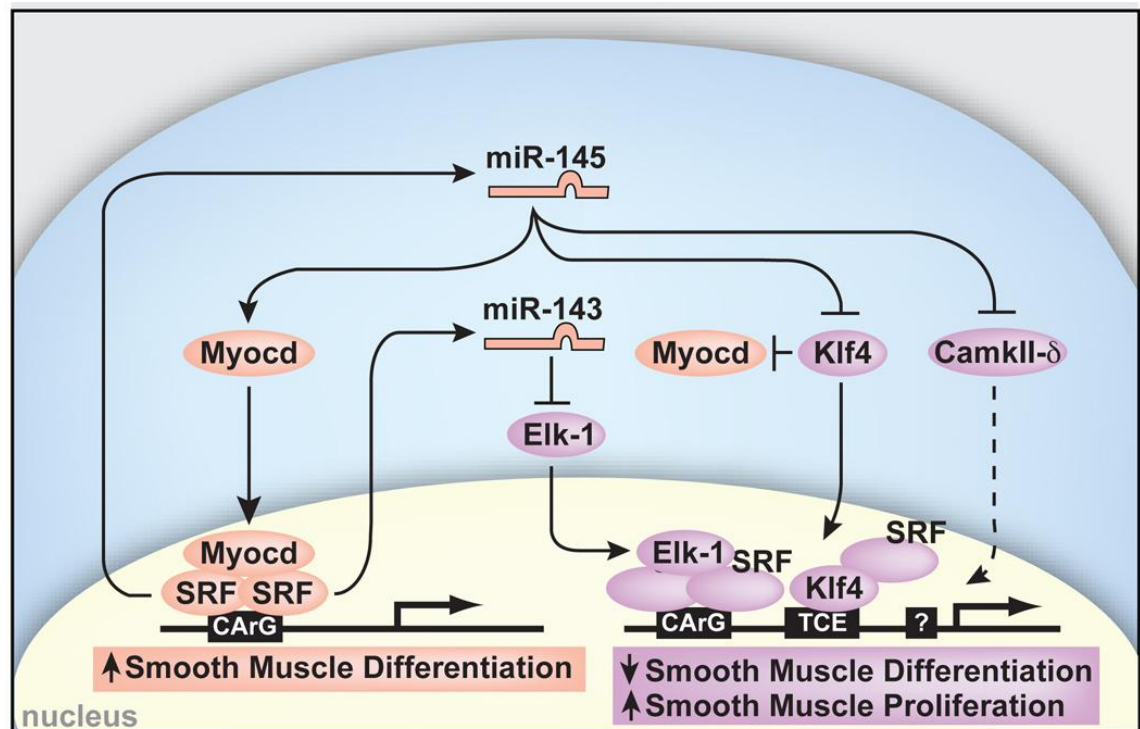 miR-145
miR-143
Myocd
Myocd
Klf4
CamkII-δ
Elk-1
Myocd
SRF SRF
CArG
Elk-1
SRF
Klf4
SRF
CArG
TCE
?
Smooth Muscle Differentiation
Smooth Muscle Differentiation
Smooth Muscle Proliferation
nucleus